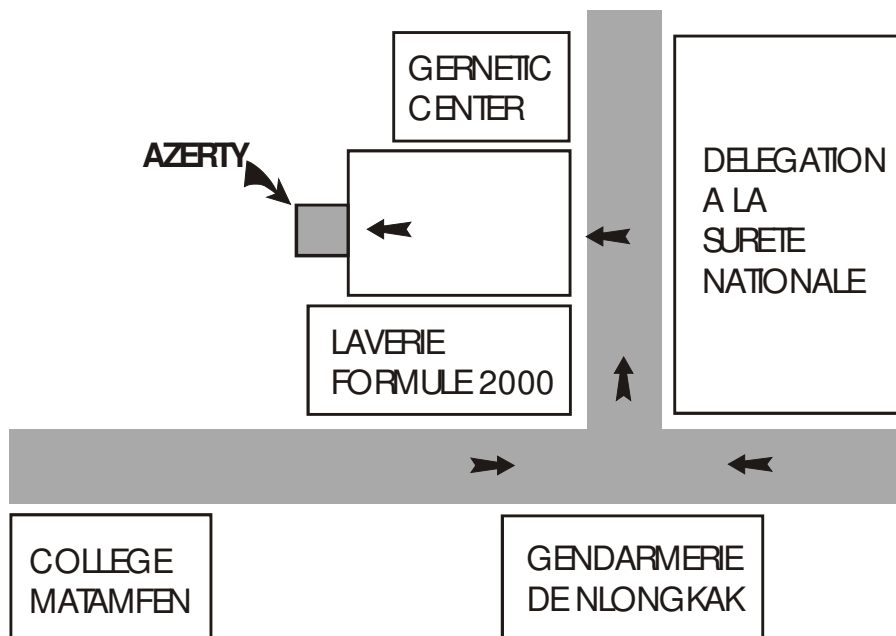 GERNETIC
CENTER
AZERTY
DELEGATION
A LA
SURETE
NATIONALE
LAVERIE
FORMULE 2000
COLLEGE
MATAMFEN
GENDARMERIE
DE NLONGKAK